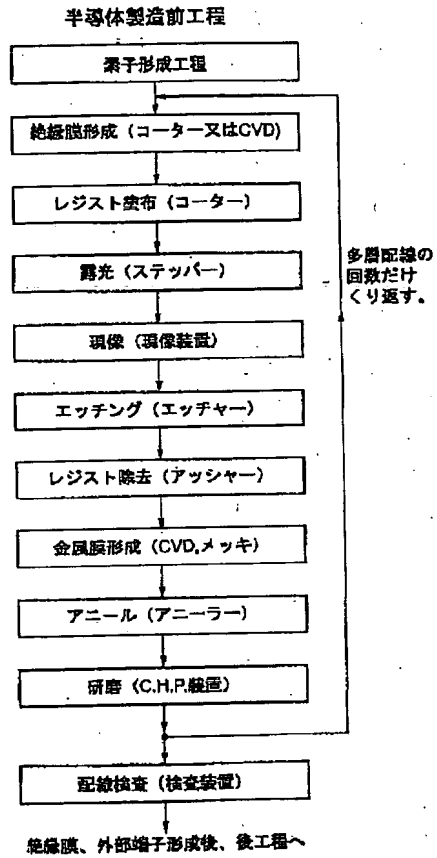 半導体製造前工程
素子形成工程
絶縁膜形成（コーター又はCVD)
レジスト塗布（コーター）
露光（ステッパー）
現像（現像装置）
エッチング（エッチャー）
レジスト除去（アッシャー）
金属膜形成（CVD,メッキ）
アニール（アニーラー）
研磨（C.H.P.装置）
配線検査（検査装置）
絶縁膜、外部端子形成後、後工程へ
多層配線の
回数だけ
くり返す。